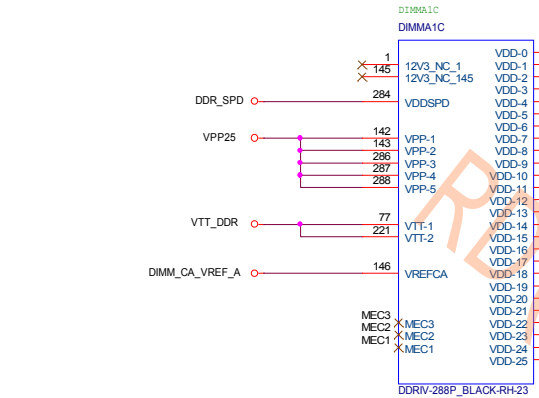 DIMMA1C
DIMMA1C
1 12V3_NC_1
145 12V3_NC_145
DDR_SPD 284 VDDSPD
VPP25 142 VPP-1
143 VPP-2
286 VPP-3
287 VPP-4
288 VPP-5
VTT_DDR 77 VTT-1
221 VTT-2
DIMM_CA_VREF_A 146 VREFCA
MEC3 MEC3
MEC2 MEC2
MEC1 MEC1
VDD-0
VDD-1
VDD-2
VDD-3
VDD-4
VDD-5
VDD-6
VDD-7
VDD-8
VDD-9
VDD-10
VDD-11
VDD-12
VDD-13
VDD-14
VDD-15
VDD-16
VDD-17
VDD-18
VDD-19
VDD-20
VDD-21
VDD-22
VDD-23
VDD-24
VDD-25
DDRIV-288P_BLACK-RH-23